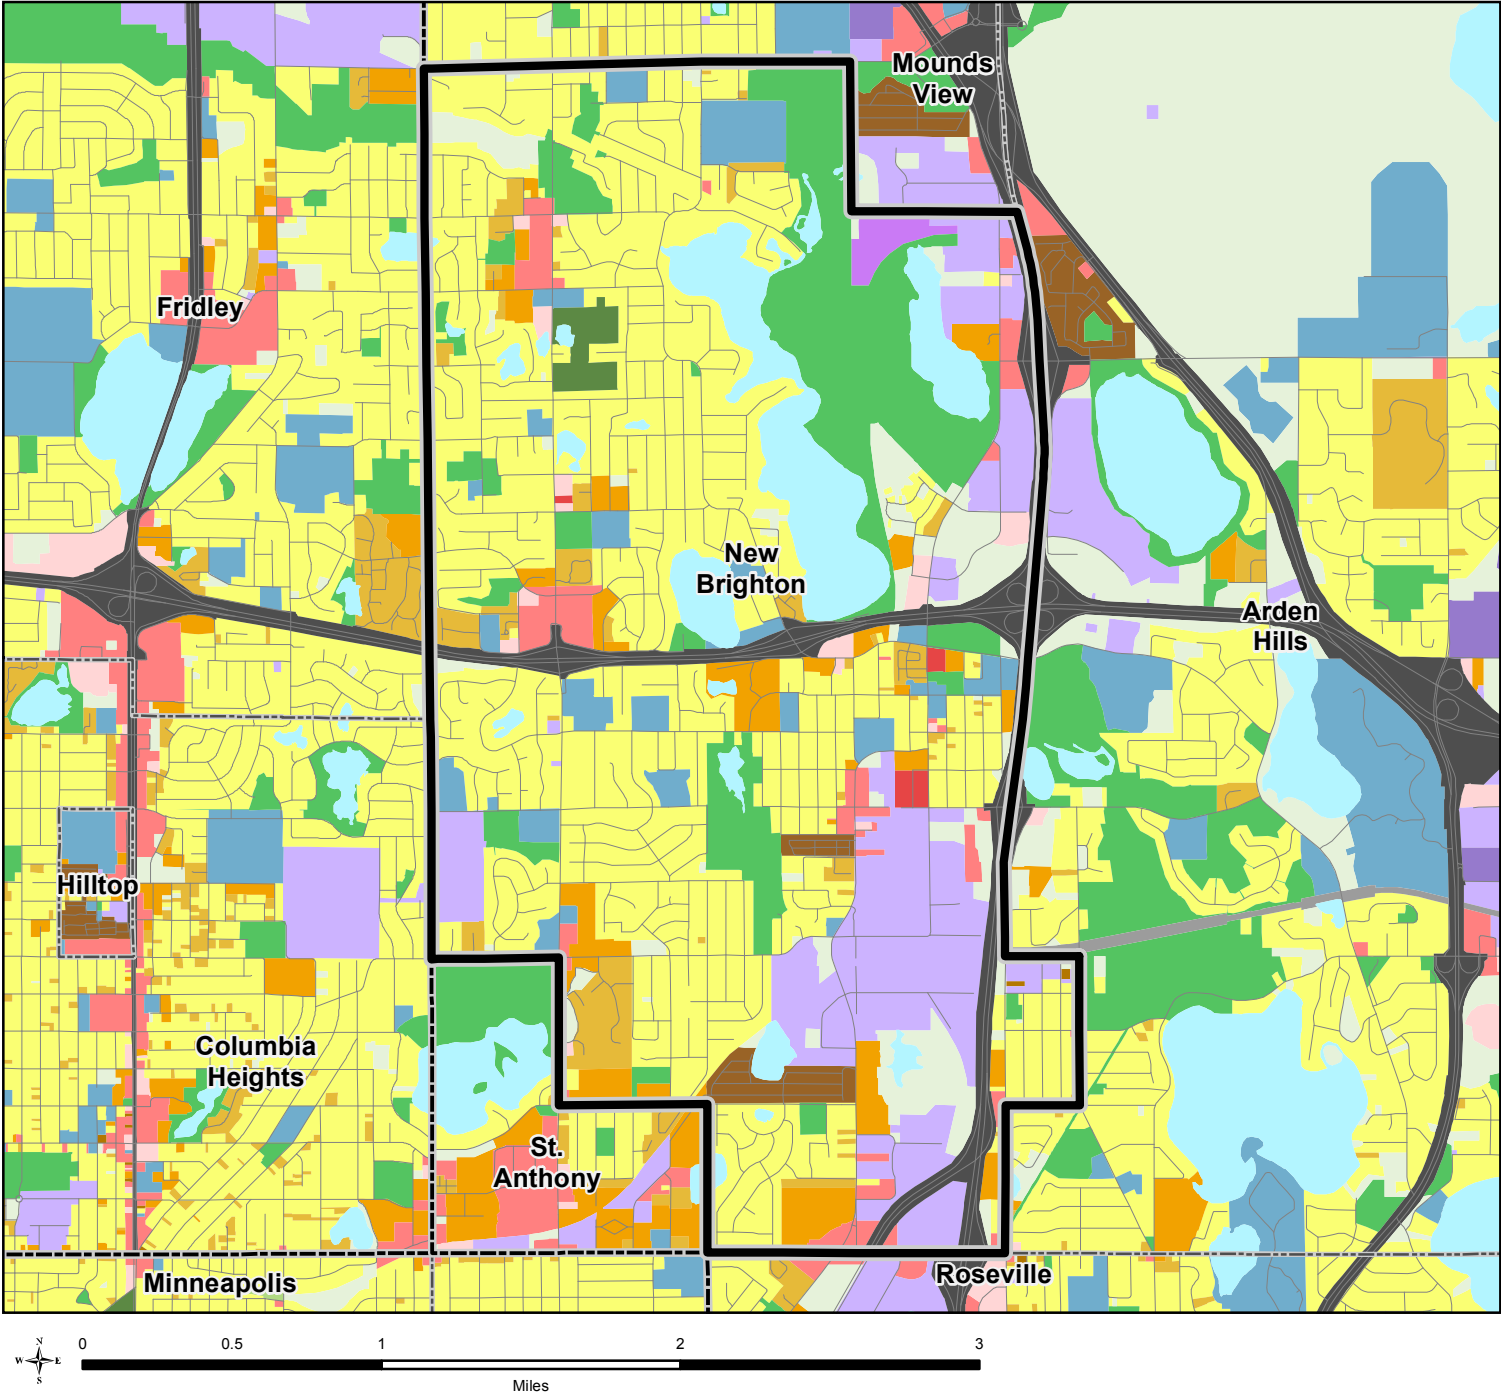 Mounds
View
Fridley
New
Brighton
Arden
Hills
Hilltop
Columbia
Heights
St.
Anthony
Minneapolis
Roseville
N
W E
S
0 0.5 1 2 3
Miles